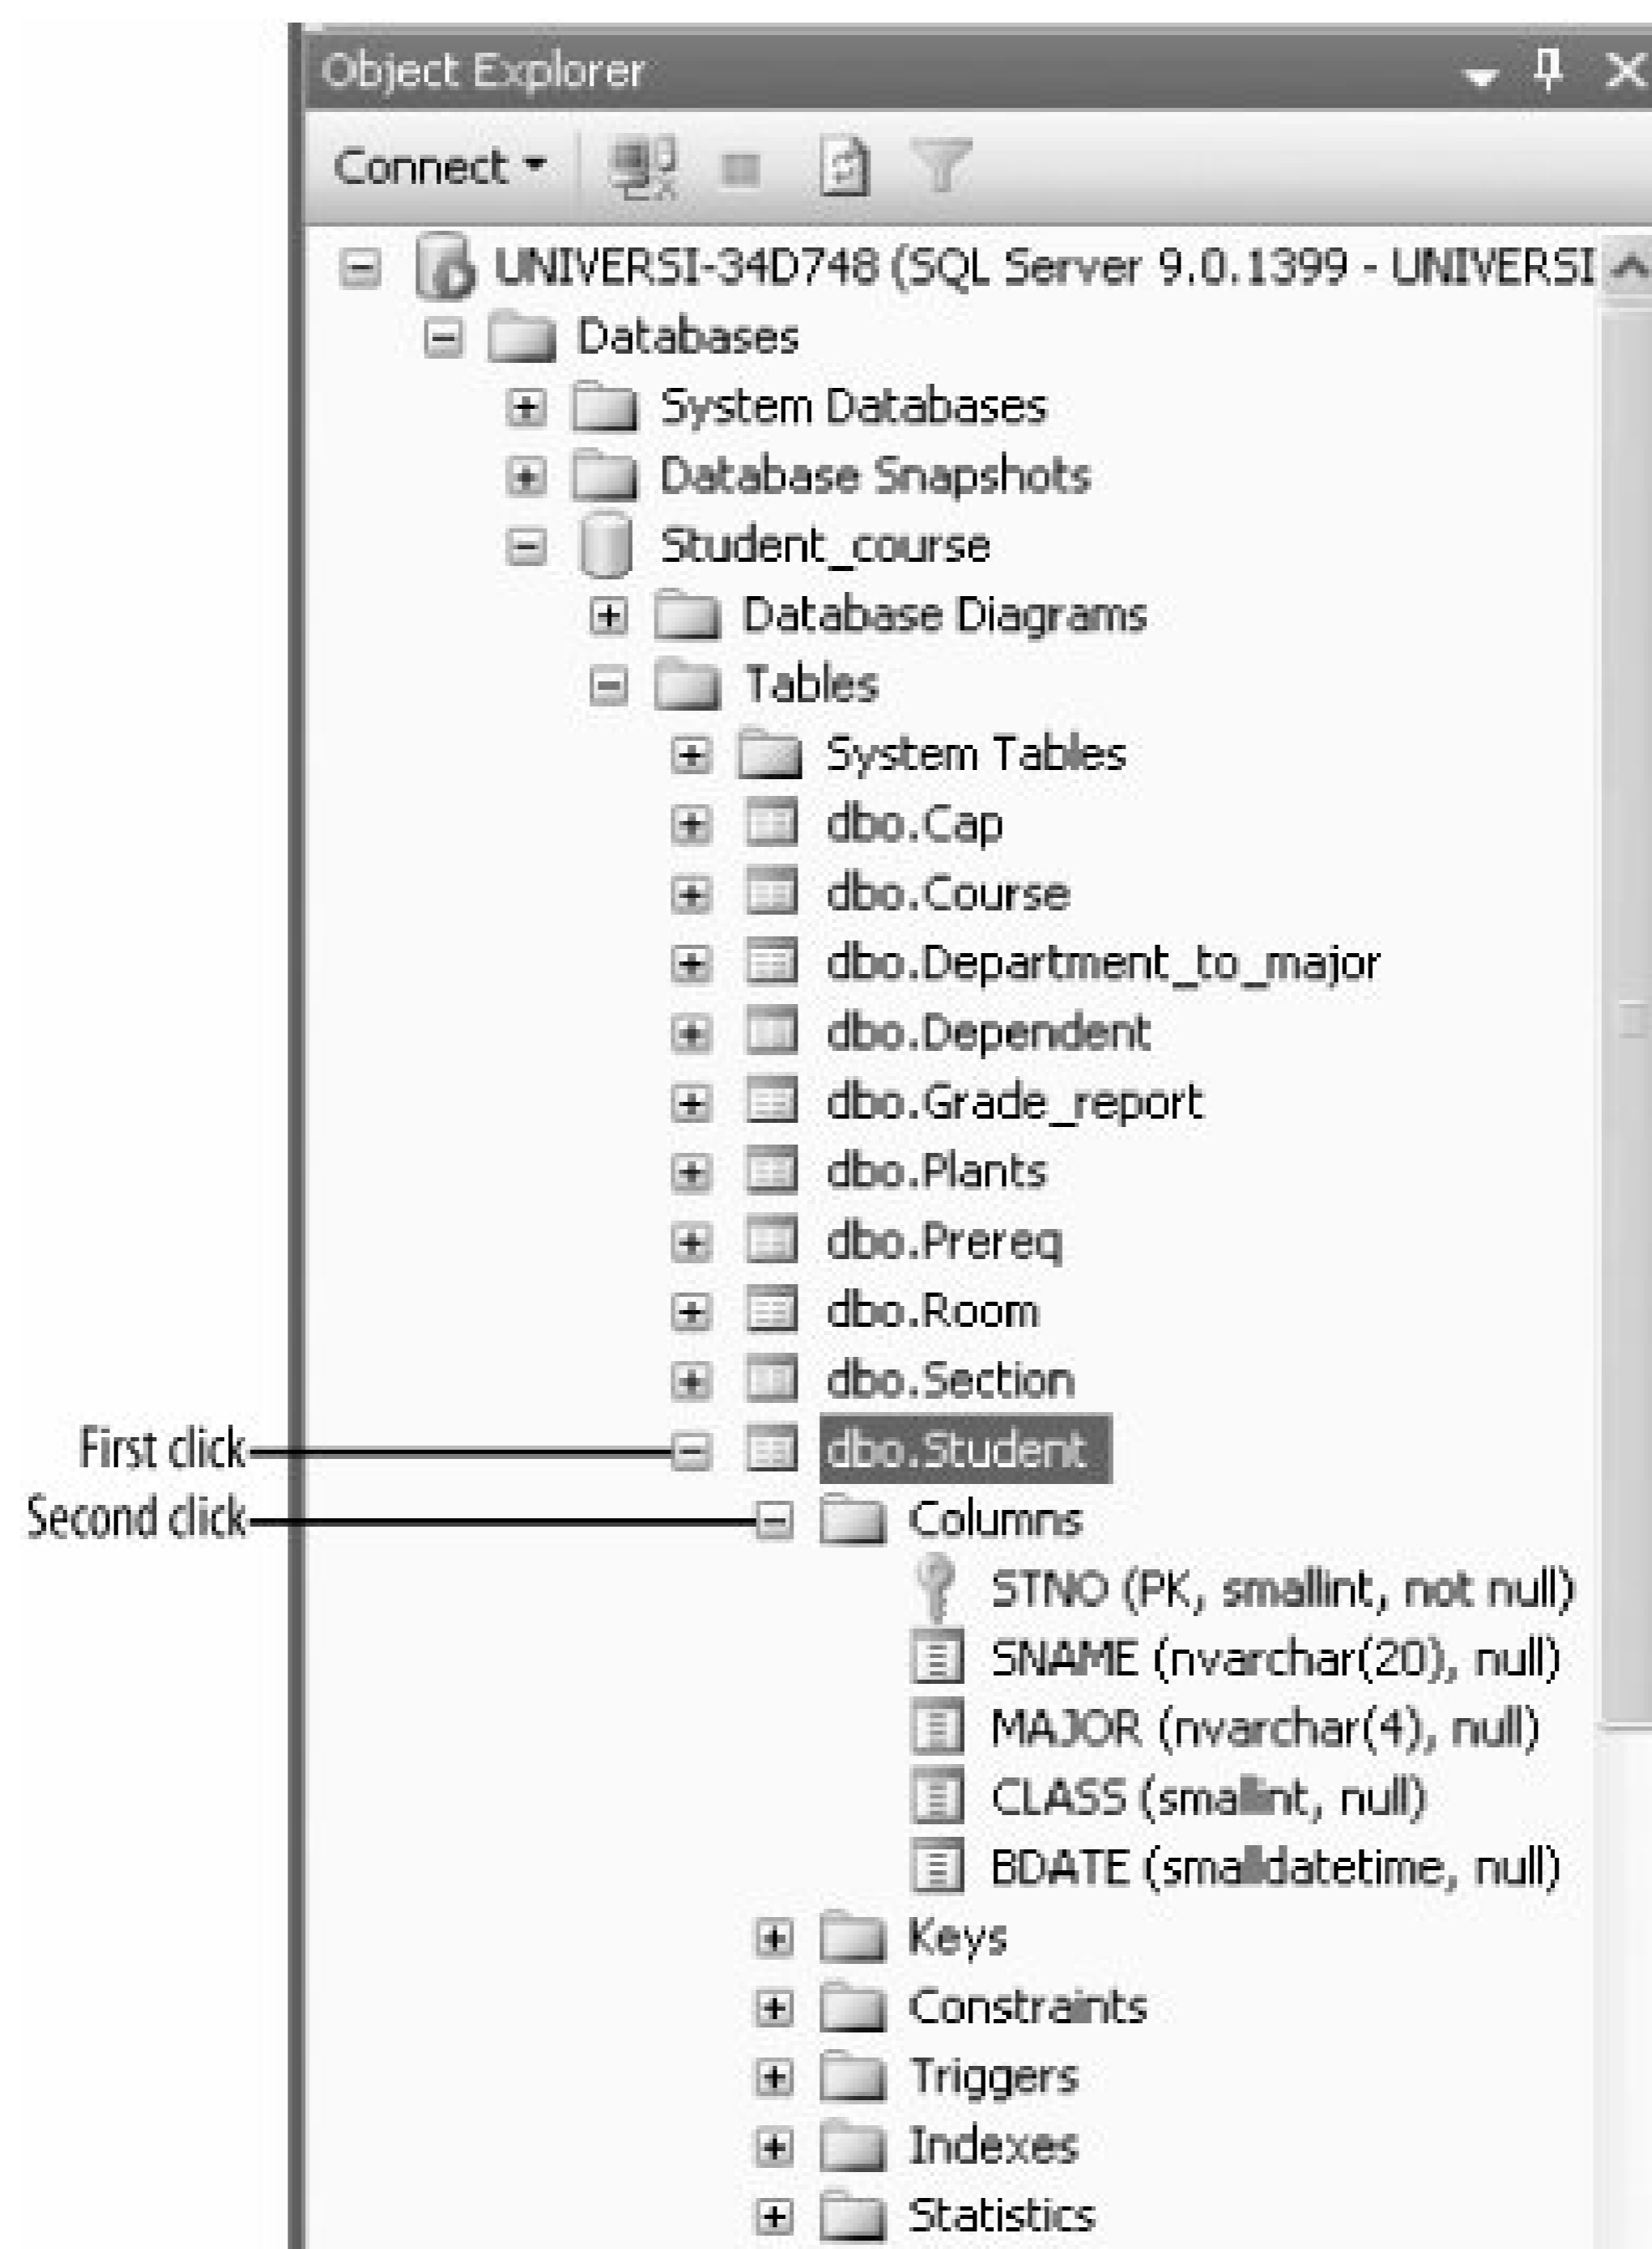 Object Explorer
Connect
UNIVERSI-34D748 (SQL Server 9.0.1399 - UNIVERSI
Databases
System Databases
Database Snapshots
Student_course
Database Diagrams
Tables
System Tables
dbo.Cap
dbo.Course
dbo.Department_to_major
dbo.Dependent
dbo.Grade_report
dbo.Plants
dbo.Prereq
dbo.Room
dbo.Section
First click dbo.Student
Second click Columns
STNO (PK, smallint, not null)
SNAME (nvarchar(20), null)
MAJOR (nvarchar(4), null)
CLASS (smallint, null)
BDATE (smalldatetime, null)
Keys
Constraints
Triggers
Indexes
Statistics